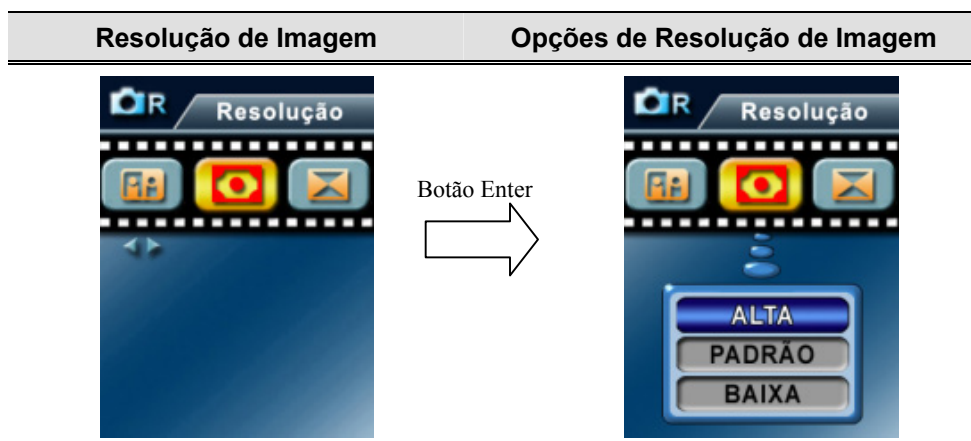 Resolução de Imagem
Opções de Resolução de Imagem
R Resolução
Botão Enter
R Resolução
ALTA
PADRÃO
BAIXA